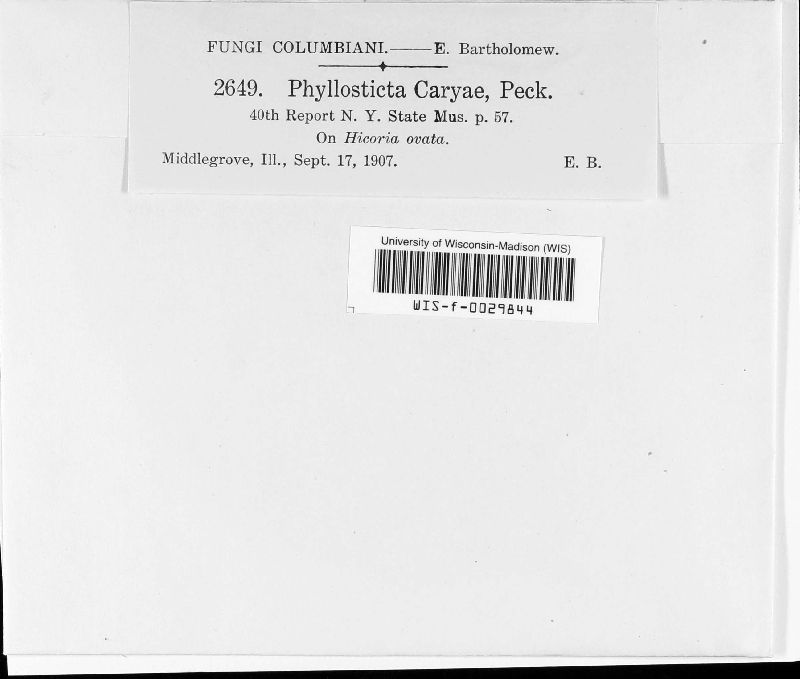 FUNGI COLUMBIANI.——E. Bartholomew.
2649. Phyllosticta Caryae, Peck.
40th Report N. Y. State Mus. p. 57.
On Hicoria ovata.
Middlegrove, Ill., Sept. 17, 1907. E. B.
University of Wisconsin-Madison (WIS)
WIS-f-0029844